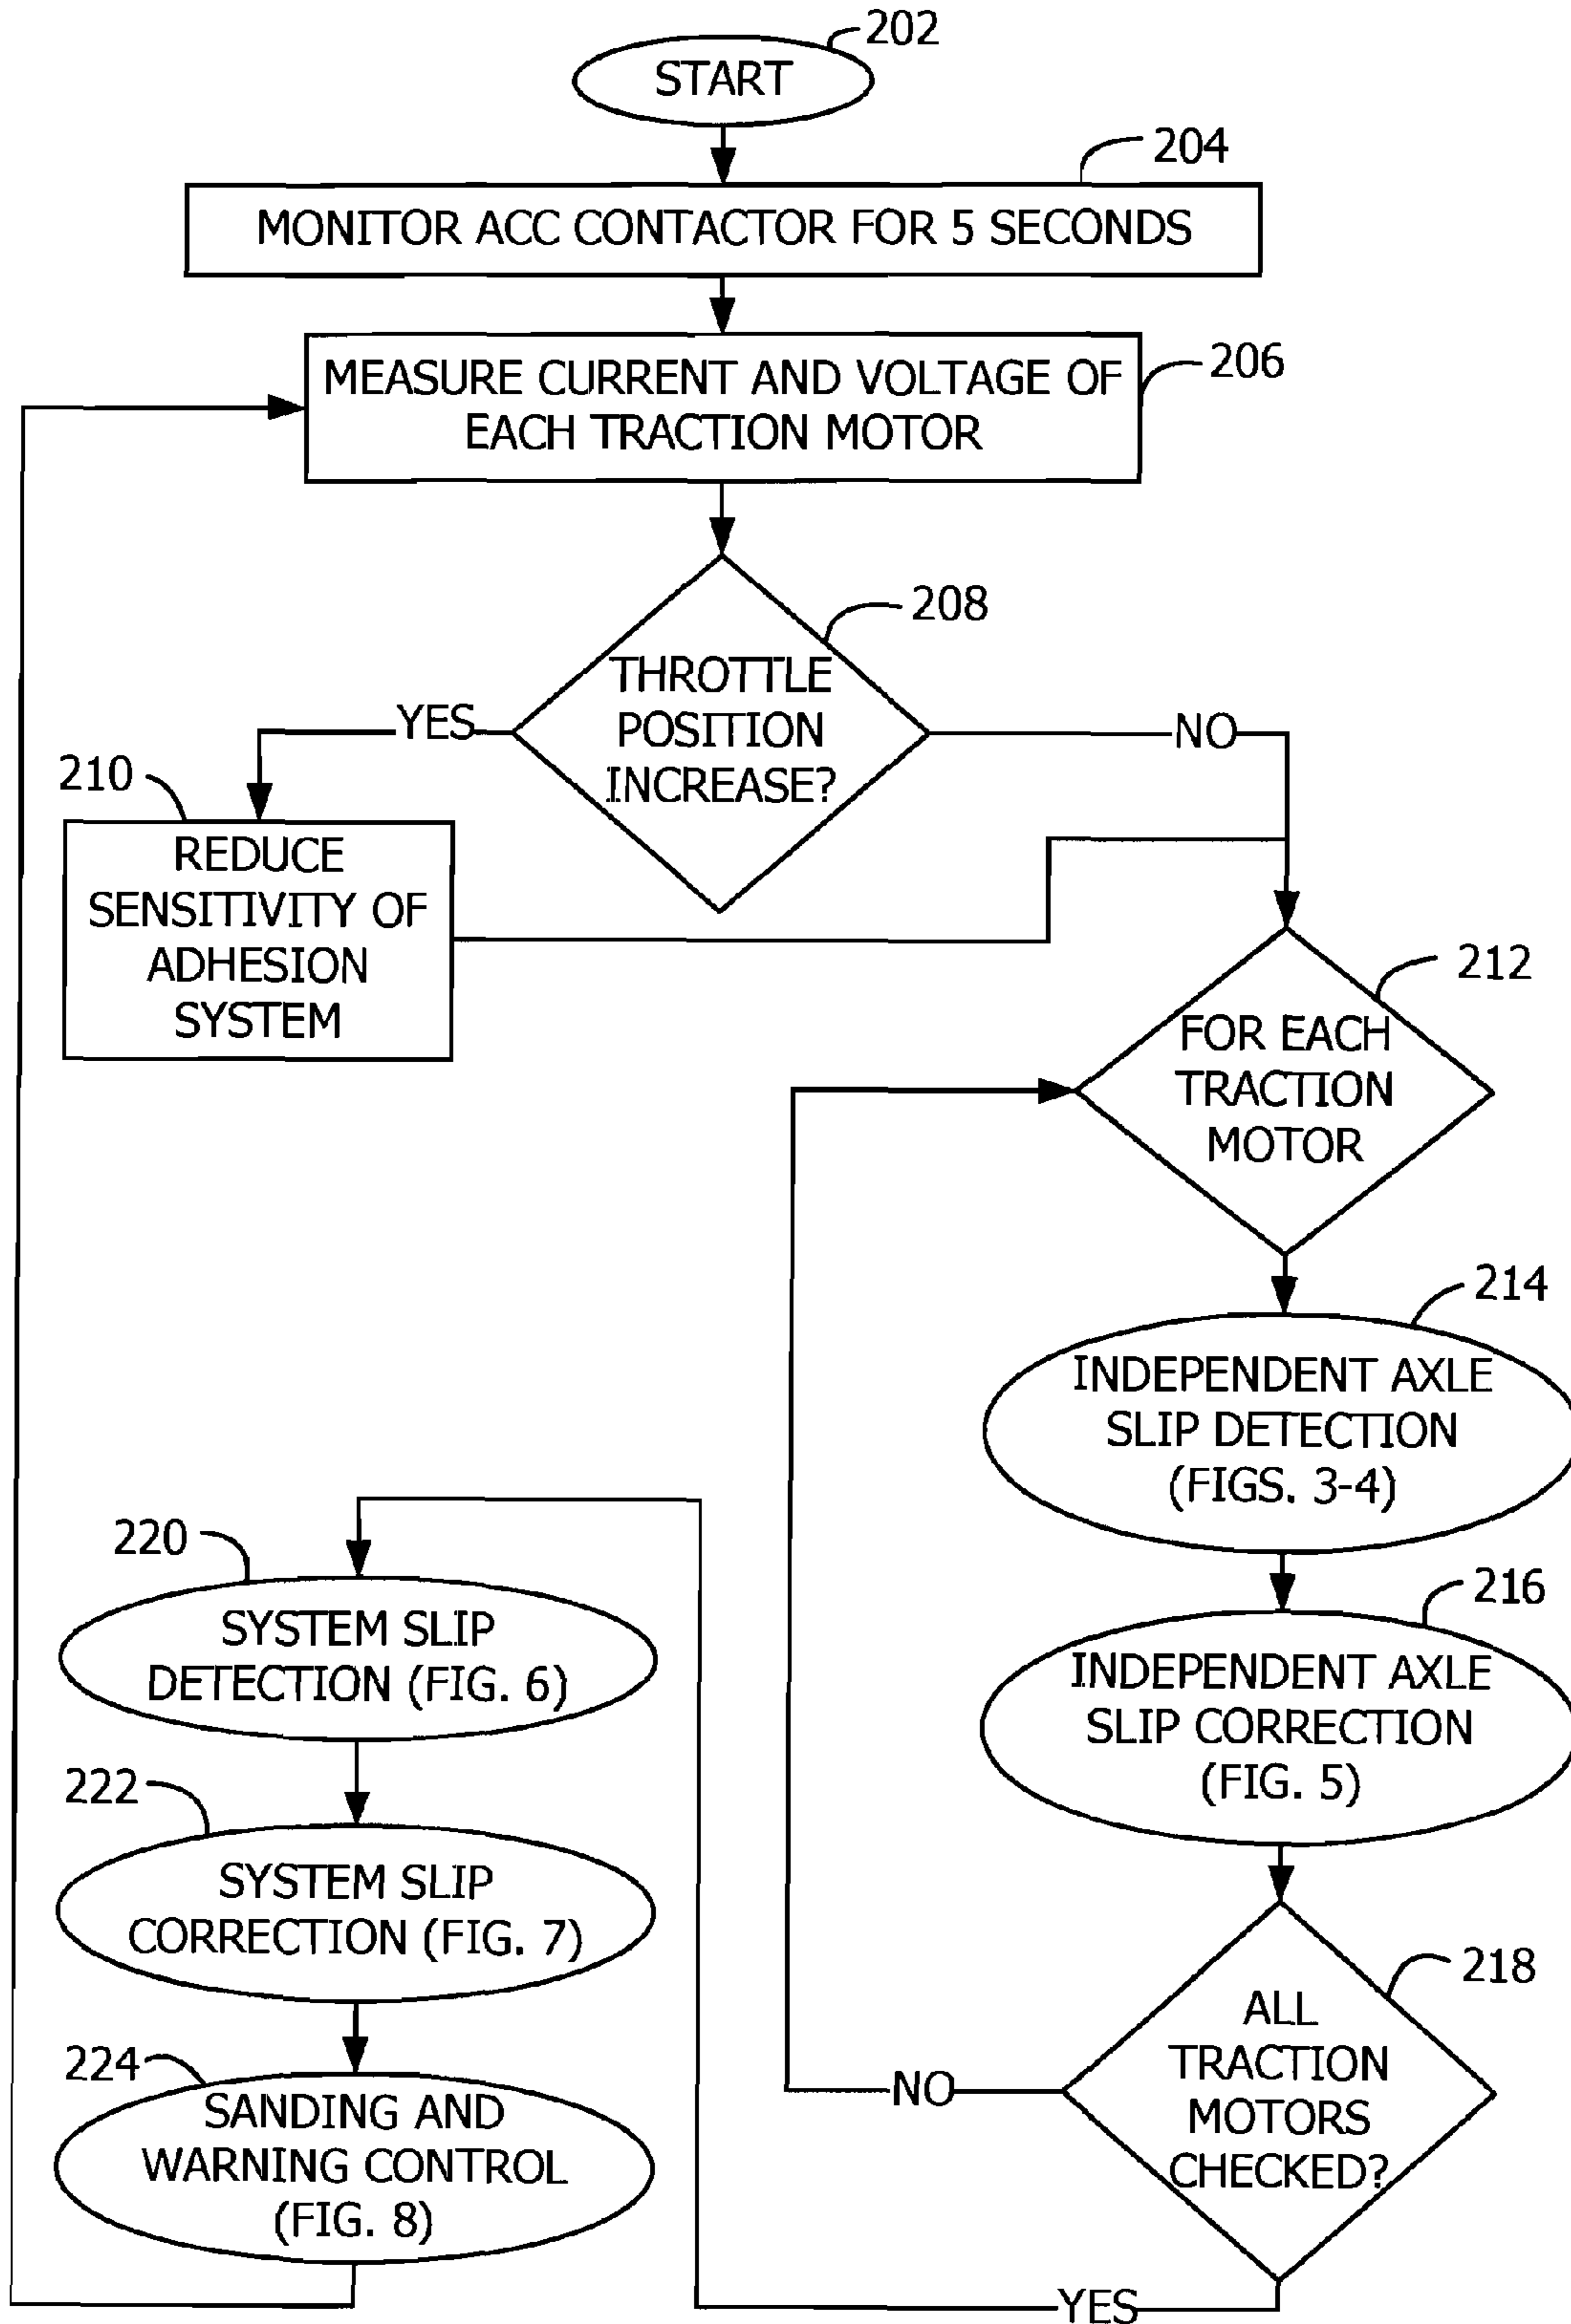 202
START
204
MONITOR ACC CONTACTOR FOR 5 SECONDS
MEASURE CURRENT AND VOLTAGE OF
EACH TRACTION MOTOR
206
208
THROTTLE
POSITION
INCREASE?
YES
NO
210
REDUCE
SENSITIVITY OF
ADHESION
SYSTEM
212
FOR EACH
TRACTION
MOTOR
214
INDEPENDENT AXLE
SLIP DETECTION
(FIGS. 3-4)
216
INDEPENDENT AXLE
SLIP CORRECTION
(FIG. 5)
218
ALL
TRACTION
MOTORS
CHECKED?
NO
YES
220
SYSTEM SLIP
DETECTION (FIG. 6)
222
SYSTEM SLIP
CORRECTION (FIG. 7)
224
SANDING AND
WARNING CONTROL
(FIG. 8)